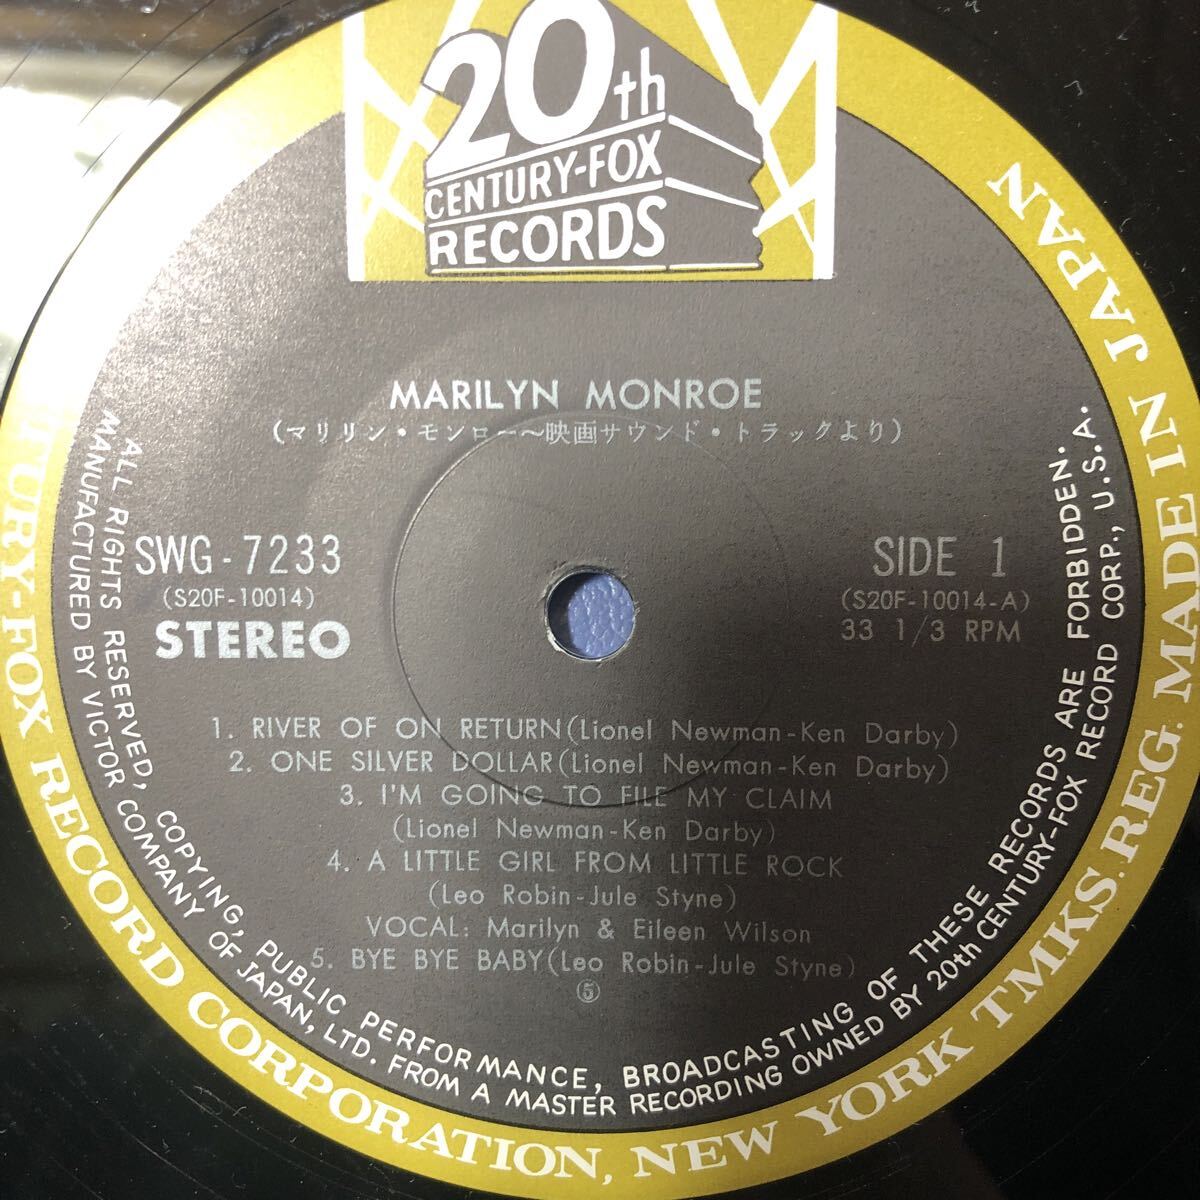 20th
CENTURY-FOX
RECORDS
MARILYN MONROE
(マリリン・モンロー〜映画サウンド・トラックより)
SWG-7233
(S20F-10014)
STEREO
SIDE 1
(S20F-10014-A)
33 1/3 RPM
1. RIVER OF ON RETURN(Lionel Newman-Ken Darby)
2. ONE SILVER DOLLAR(Lionel Newman-Ken Darby)
3. I'M GOING TO FILE MY CLAIM
(Lionel Newman-Ken Darby)
4. A LITTLE GIRL FROM LITTLE ROCK
(Leo Robin-Jule Styne)
VOCAL: Marilyn & Eileen Wilson
5. BYE BYE BABY(Leo Robin-Jule Styne)
⑤
ALL RIGHTS RESERVED, COPYING, PUBLIC PERFORMANCE, BROADCASTING OF THESE RECORDS ARE FORBIDDEN.
MANUFACTURED BY VICTOR COMPANY OF JAPAN, LTD. FROM A MASTER RECORDING OWNED BY 20th CENTURY-FOX RECORD CORP., U.S.A.
TURY-FOX RECORD CORPORATION, NEW YORK TMKS. REG. MADE IN JAPAN